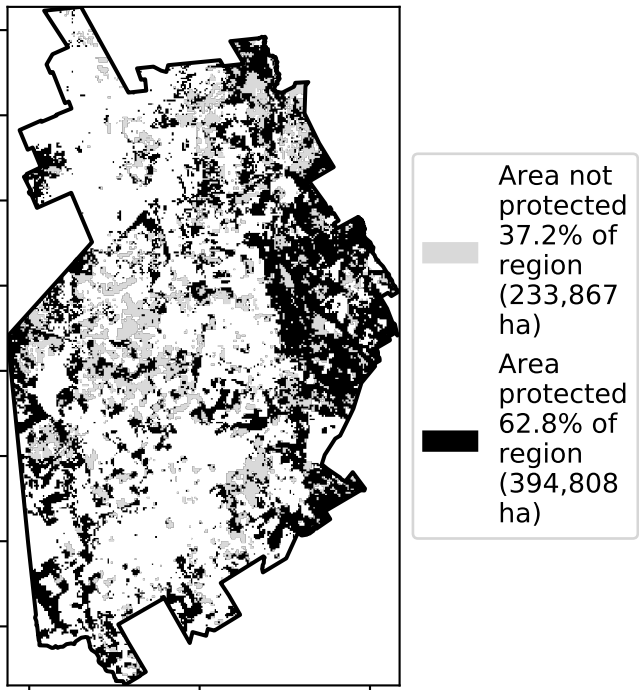 Area not
protected
37.2% of
region
(233,867
ha)
Area
protected
62.8% of
region
(394,808
ha)